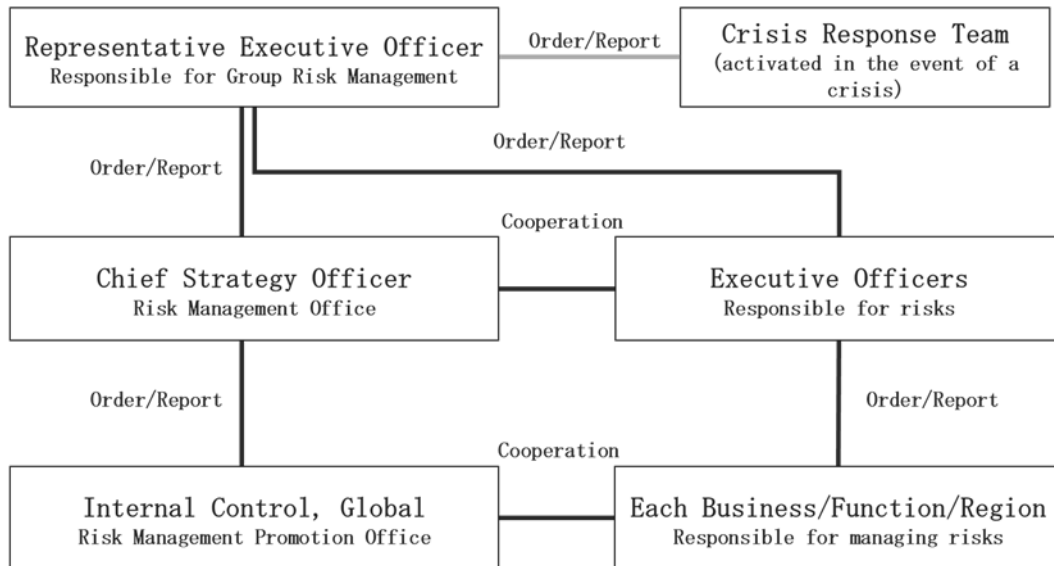 Representative Executive Officer
Responsible for Group Risk Management
Order/Report
Crisis Response Team
(activated in the event of a
crisis)
Order/Report
Order/Report
Cooperation
Chief Strategy Officer
Risk Management Office
Executive Officers
Responsible for risks
Order/Report
Order/Report
Cooperation
Internal Control, Global
Risk Management Promotion Office
Each Business/Function/Region
Responsible for managing risks